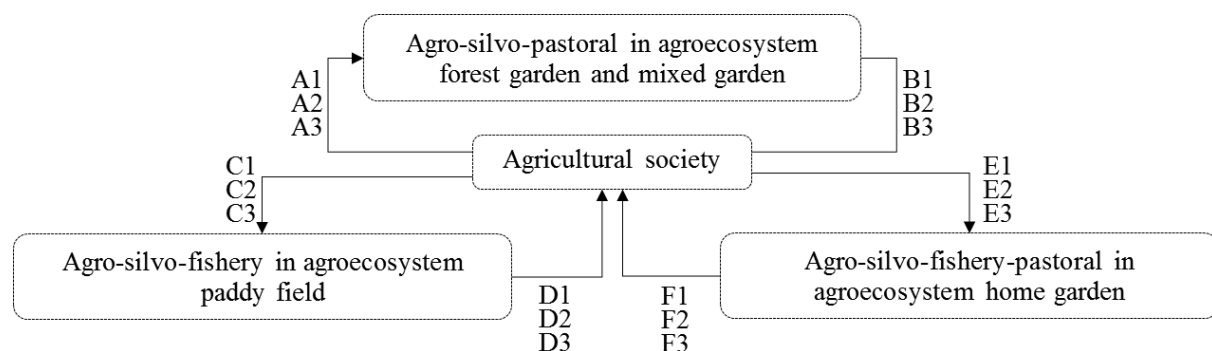 Agro-silvo-pastoral in agroecosystem
forest garden and mixed garden
A1
A2
A3
B1
B2
B3
Agricultural society
C1
C2
C3
E1
E2
E3
Agro-silvo-fishery in agroecosystem
paddy field
Agro-silvo-fishery-pastoral in
agroecosystem home garden
D1
D2
D3
F1
F2
F3